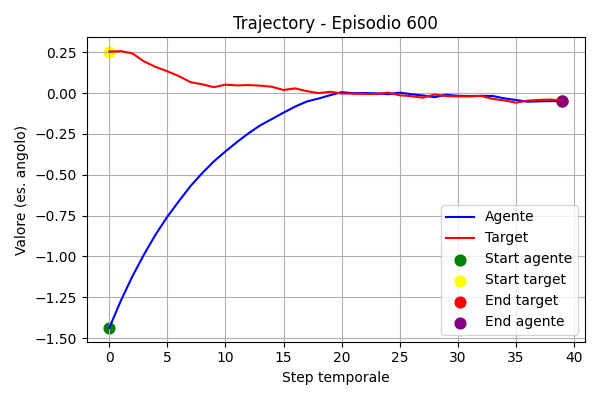 Trajectory - Episodio 600
Valore (es. angolo)
0.25
0.00
−0.25
−0.50
−0.75
−1.00
−1.25
−1.50
0 5 10 15 20 25 30 35 40
Step temporale
Agente
Target
Start agente
Start target
End target
End agente